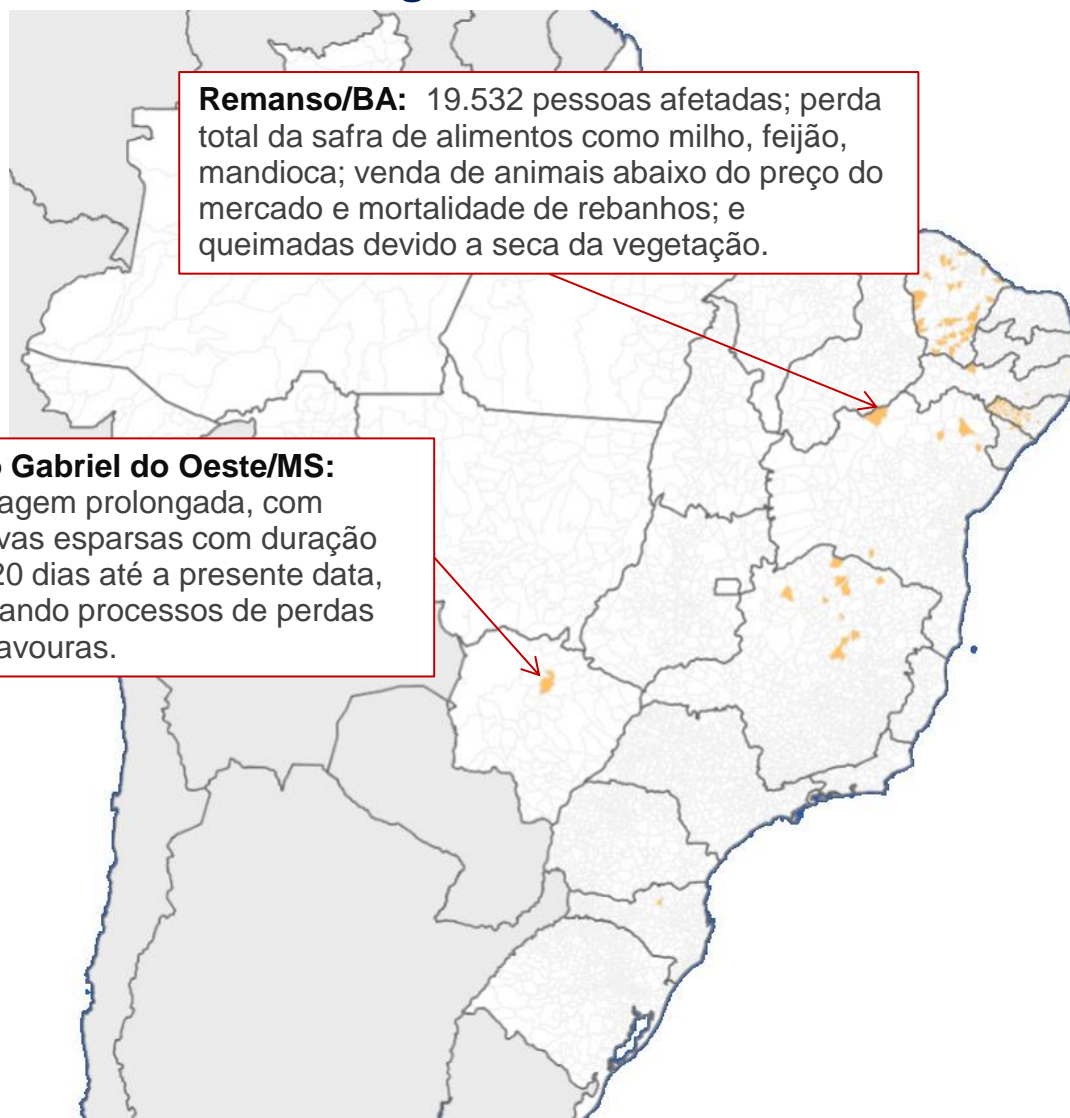 g
Remanso/BA: 19.532 pessoas afetadas; perda
total da safra de alimentos como milho, feijão,
mandioca; venda de animais abaixo do preço do
mercado e mortalidade de rebanhos; e
queimadas devido a seca da vegetação.
Gabriel do Oeste/MS:
agem prolongada, com
vas esparsas com duração
20 dias até a presente data,
ando processos de perdas
avouras.